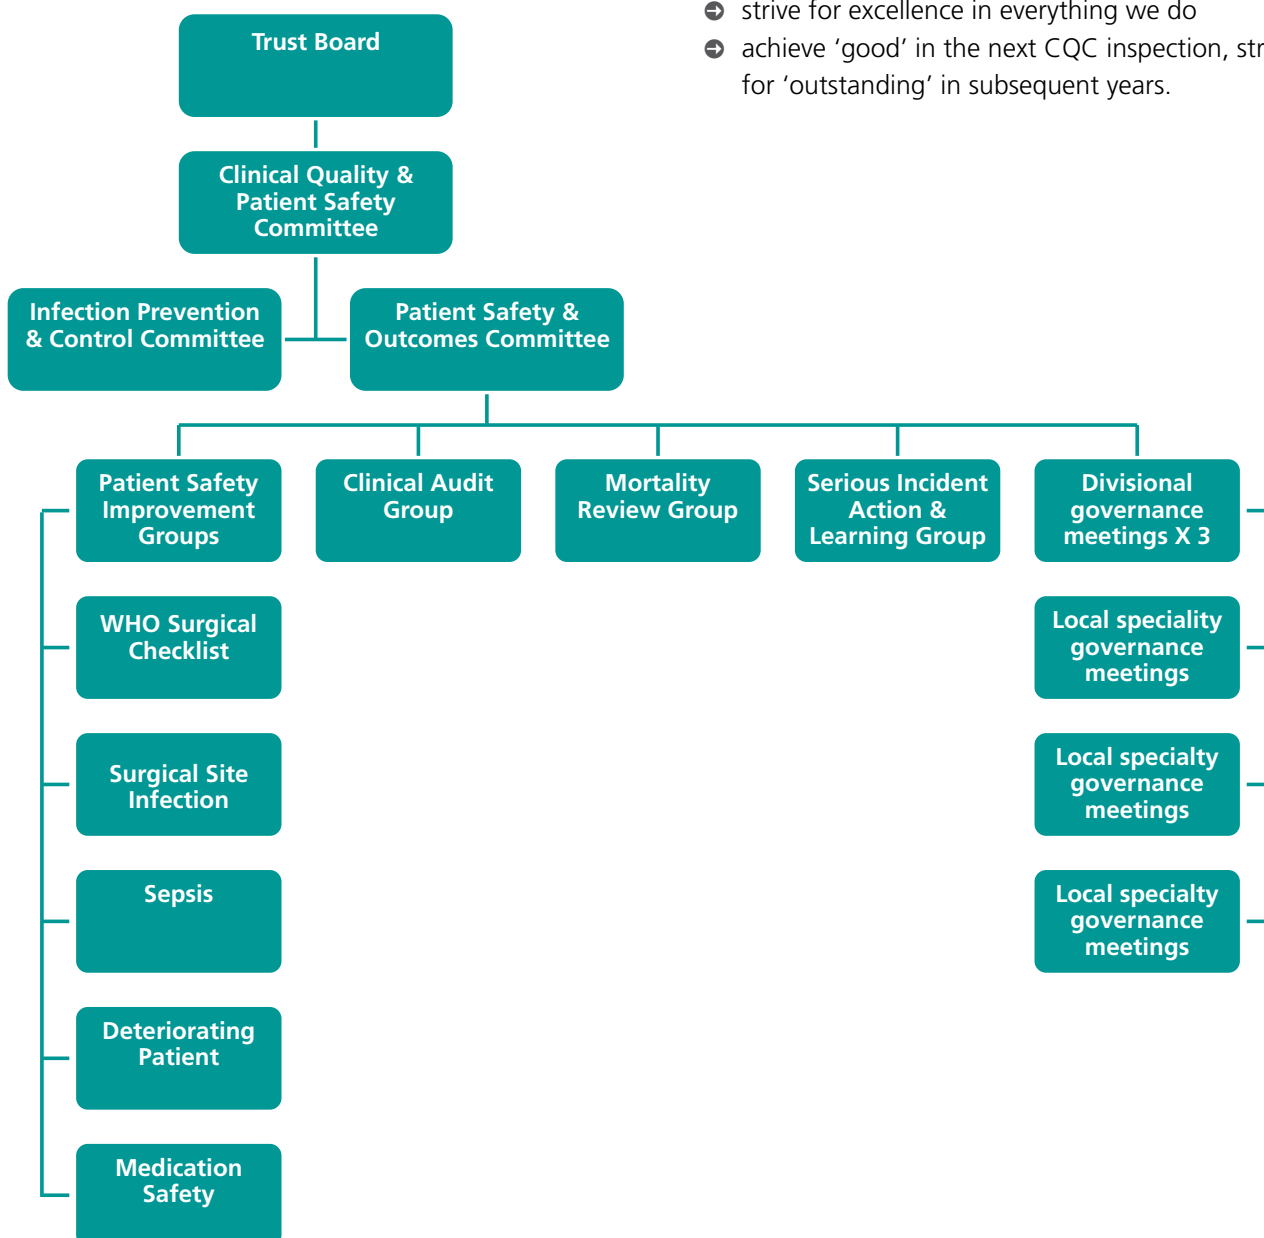 strive for excellence in everything we do
achieve ‘good’ in the next CQC inspection,
for ‘outstanding’ in subsequent years.
Trust Board
Clinical Quality &
Patient Safety
Committee
Infection Prevention
& Control Committee
Patient Safety &
Outcomes Committee
Patient Safety
Improvement
Groups
Clinical Audit
Group
Mortality
Review Group
Serious Incident
Action &
Learning Group
Divisional
governance
meetings X 3
WHO Surgical
Checklist
Local speciality
governance
meetings
Surgical Site
Infection
Local specialty
governance
meetings
Sepsis
Local specialty
governance
meetings
Deteriorating
Patient
Medication
Safety